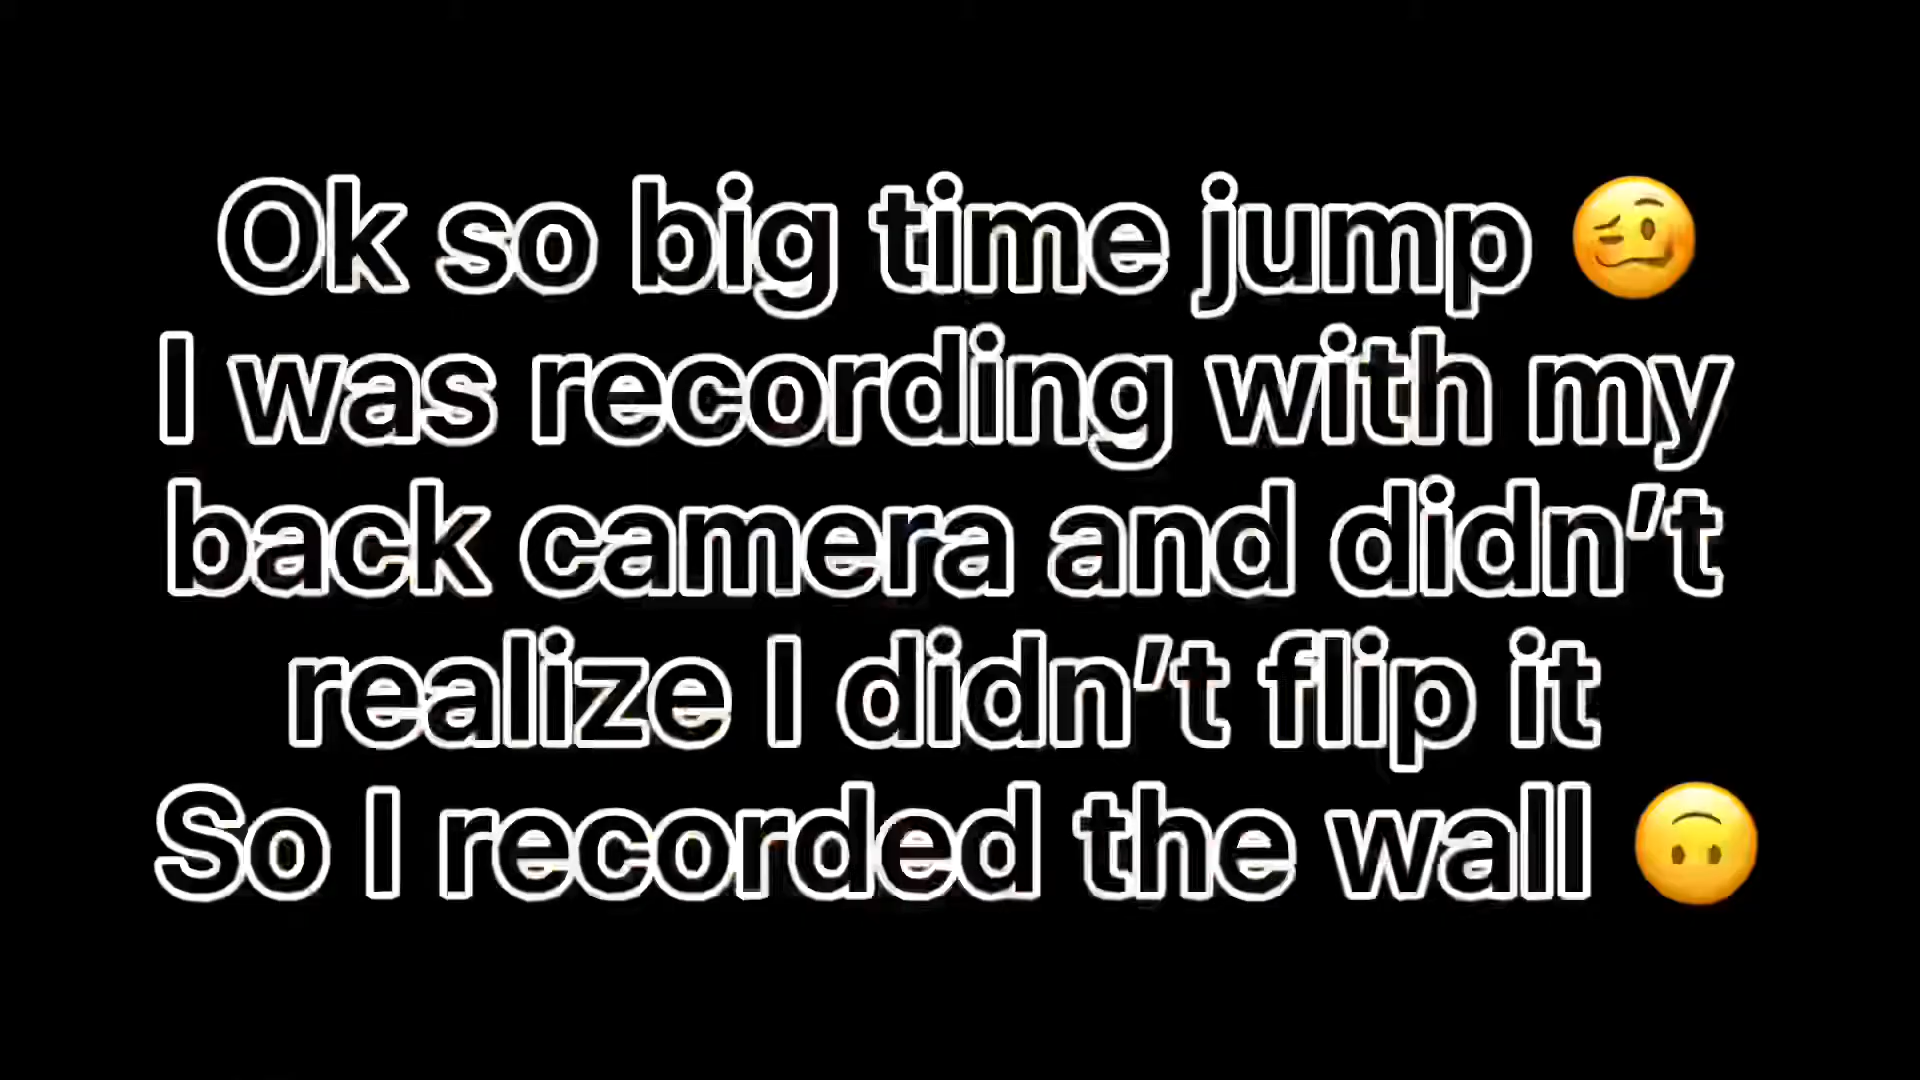 Ok so big time jump 🥴
I was recording with my
back camera and didn’t
realize I didn’t flip it
So I recorded the wall 🙃